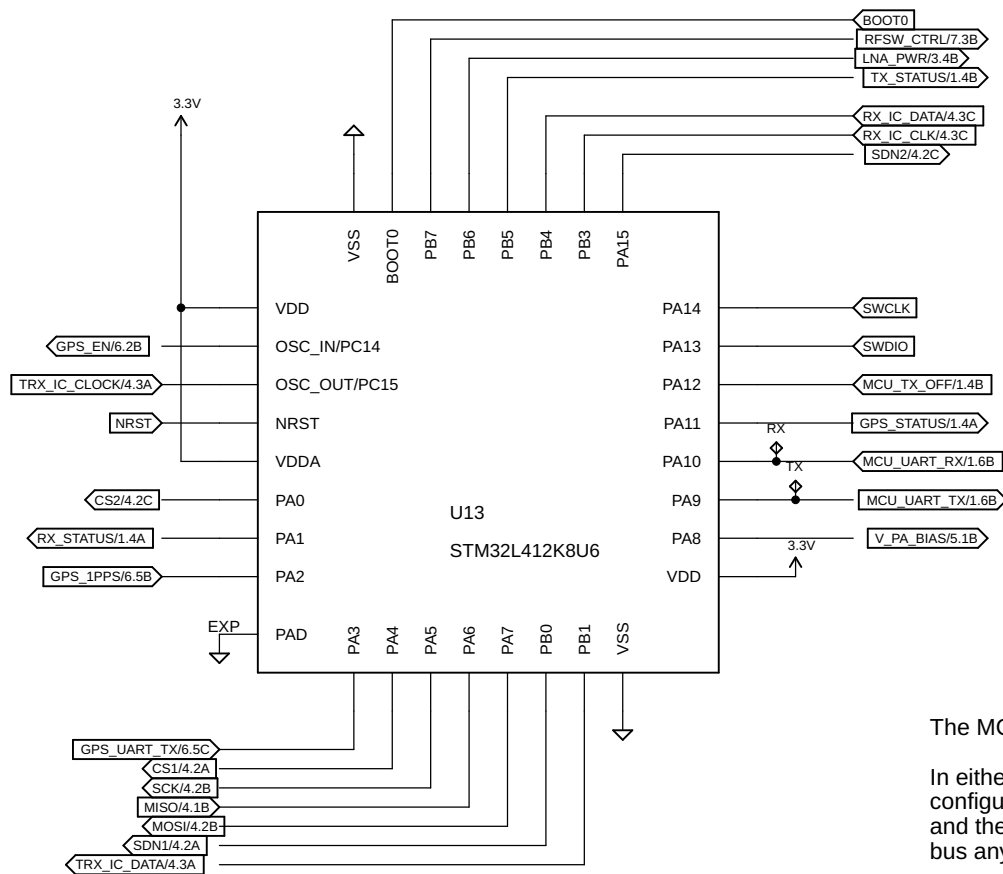 BOOT0
RFSW_CTRL/7.3B
LNA_PWR/3.4B
TX_STATUS/1.4B
3.3V
RX_IC_DATA/4.3C
RX_IC_CLK/4.3C
SDN2/4.2C
VSS
BOOT0
PB7
PB6
PB5
PB4
PB3
PA15
VDD
PA14
SWCLK
GPS_EN/6.2B
OSC_IN/PC14
PA13
SWDIO
TRX_IC_CLOCK/4.3A
OSC_OUT/PC15
PA12
MCU_TX_OFF/1.4B
NRST
NRST
PA11
GPS_STATUS/1.4A
RX
VDDA
PA10
MCU_UART_RX/1.6B
TX
CS2/4.2C
PA0
PA9
MCU_UART_TX/1.6B
U13
RX_STATUS/1.4A
PA1
STM32L412K8U6
PA8
V_PA_BIAS/5.1B
3.3V
GPS_1PPS/6.5B
PA2
VDD
EXP
PAD
PA3
PA4
PA5
PA6
PA7
PB0
PB1
VSS
GPS_UART_TX/6.5C
CS1/4.2A
SCK/4.2B
MISO/4.1B
MOSI/4.2B
SDN1/4.2A
TRX_IC_DATA/4.3A
The MC
In eithe
configu
and the
bus any